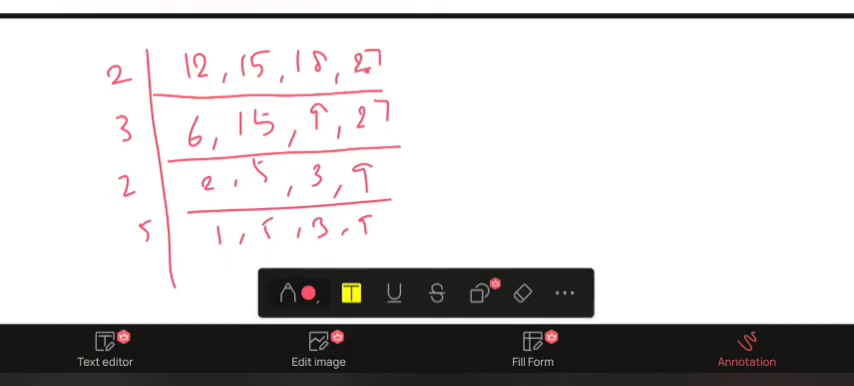 2 | 12, 15, 18, 27
3 | 6, 15, 9, 27
2 | 2, 5, 3, 9
5 | 1, 5, 3, 9
T U S
Text editor Edit image Fill Form Annotation